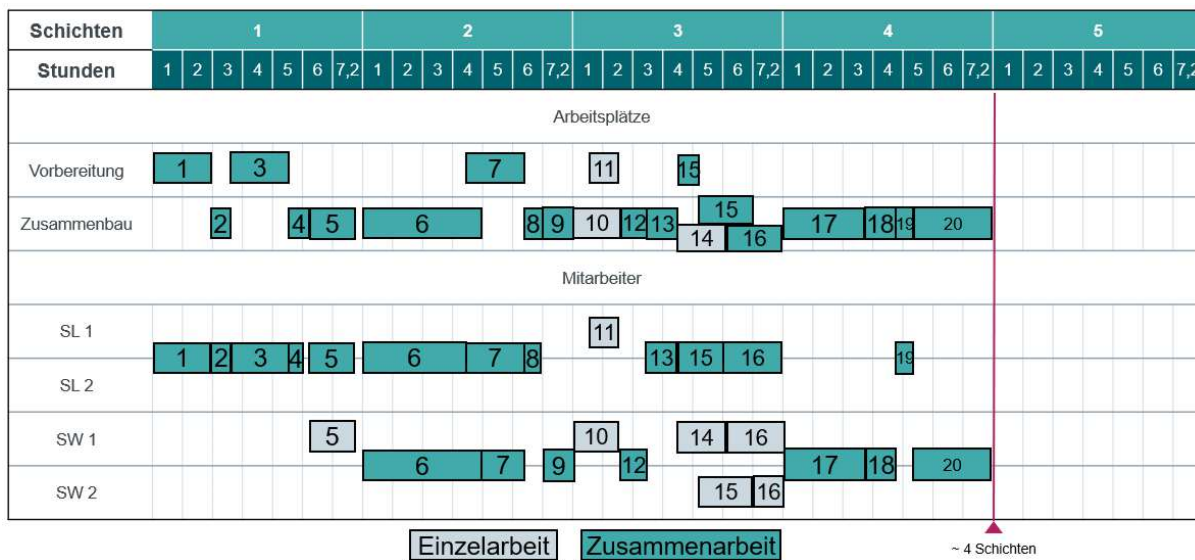 Schichten 1 2 3 4 5
Stunden 1 2 3 4 5 6 7,2 1 2 3 4 5 6 7,2 1 2 3 4 5 6 7,2 1 2 3 4 5 6 7,2 1 2 3 4 5 6 7,2
Arbeitsplätze
Vorbereitung 1 3 7 11 15
15
Zusammenbau 2 4 5 6 8 9 10 12 13 17 18 19 20
14 16
Mitarbeiter
SL 1 11
1 2 3 4 5 6 7 8 13 15 16 19
SL 2
SW 1 5 10 14 16
6 7 9 12 17 18 20
SW 2 15 16
Einzelarbeit Zusammenarbeit
~ 4 Schichten